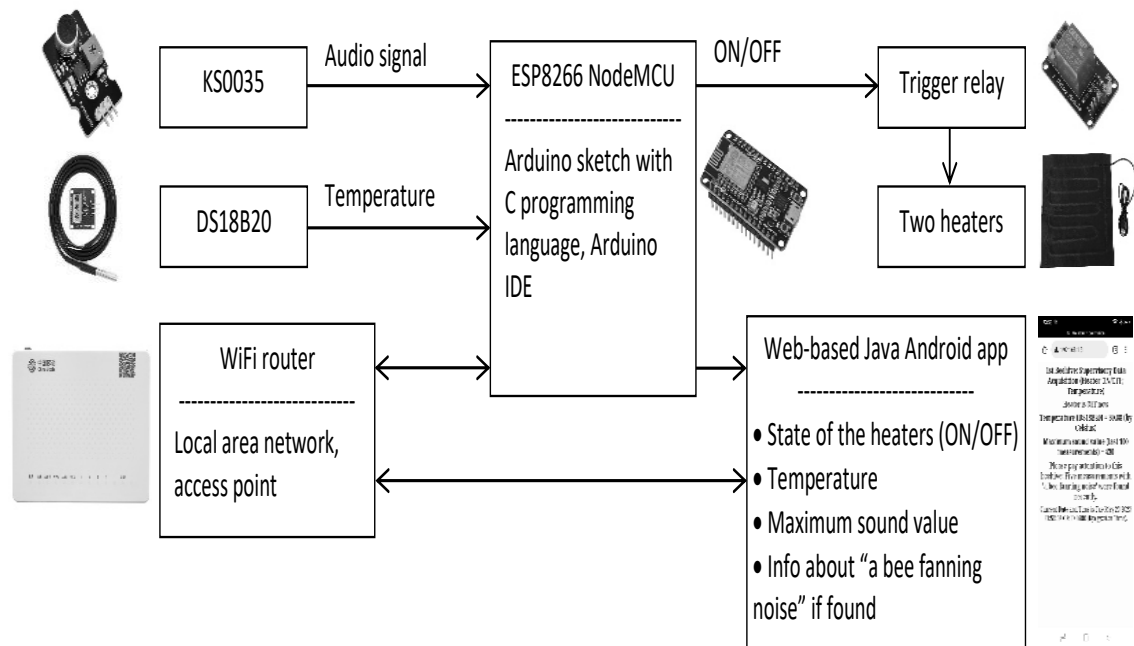 KS0035
Audio signal
ESP8266 NodeMCU
Arduino sketch with
C programming
language, Arduino
IDE
ON/OFF
Trigger relay
DS18B20
Temperature
Two heaters
WiFi router
Local area network,
access point
Web-based Java Android app
• State of the heaters (ON/OFF)
• Temperature
• Maximum sound value
• Info about “a bee fanning
noise” if found